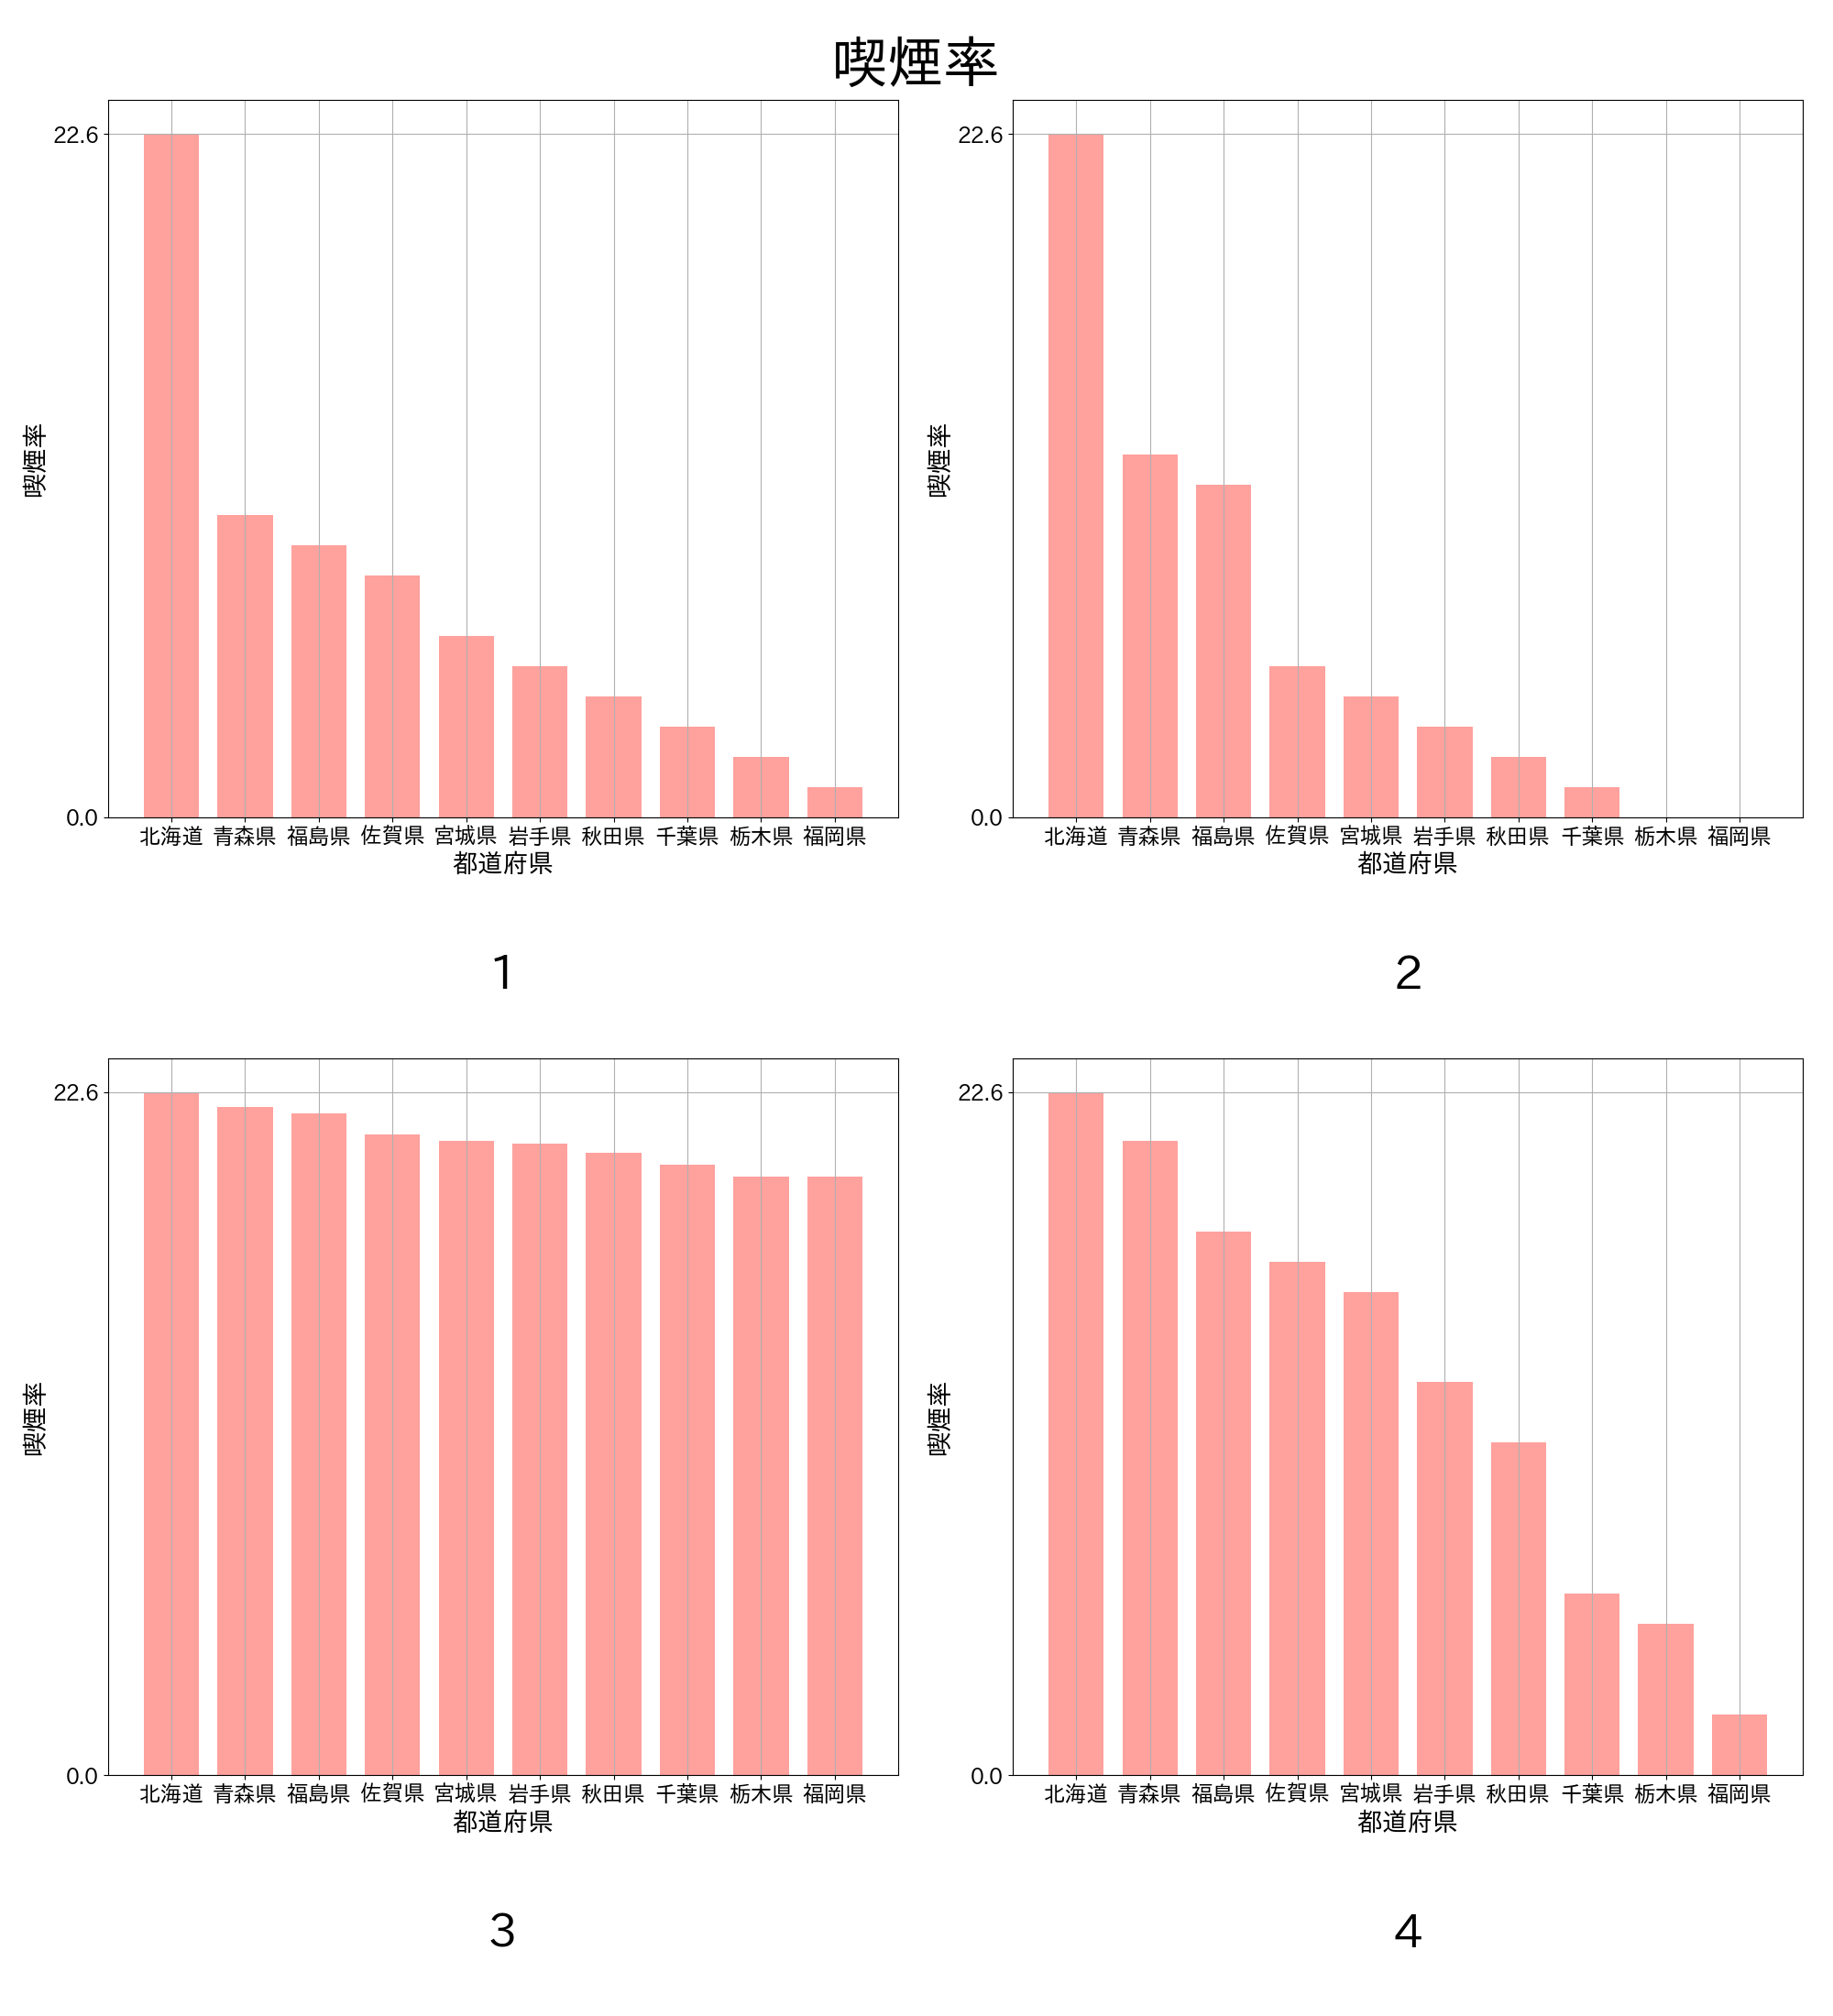 喫煙率
22.6
22.6
喫煙率
喫煙率
0.0
0.0
北海道 青森県 福島県 佐賀県 宮城県 岩手県 秋田県 千葉県 栃木県 福岡県
北海道 青森県 福島県 佐賀県 宮城県 岩手県 秋田県 千葉県 栃木県 福岡県
都道府県
都道府県
1
2
22.6
22.6
喫煙率
喫煙率
0.0
0.0
北海道 青森県 福島県 佐賀県 宮城県 岩手県 秋田県 千葉県 栃木県 福岡県
北海道 青森県 福島県 佐賀県 宮城県 岩手県 秋田県 千葉県 栃木県 福岡県
都道府県
都道府県
3
4